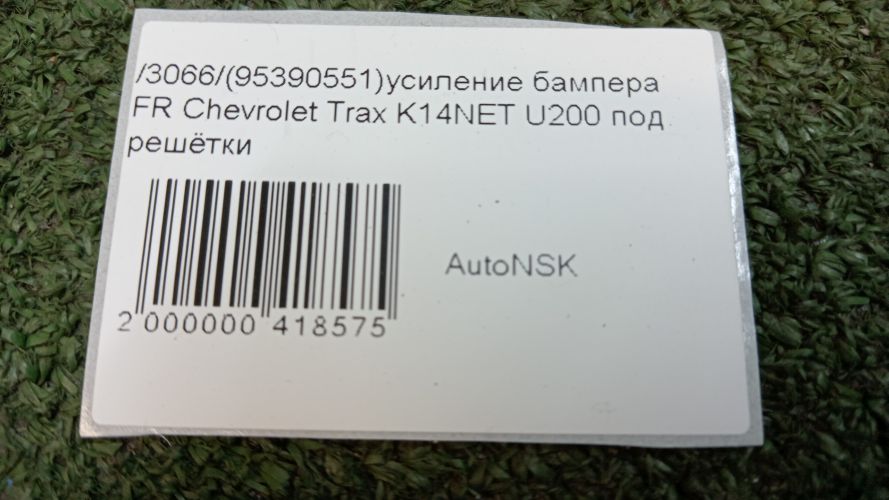 /3066/(95390551)усиление бампера
FR Chevrolet Trax K14NET U200 под
решётки
AutoNSK
2 000000 418575